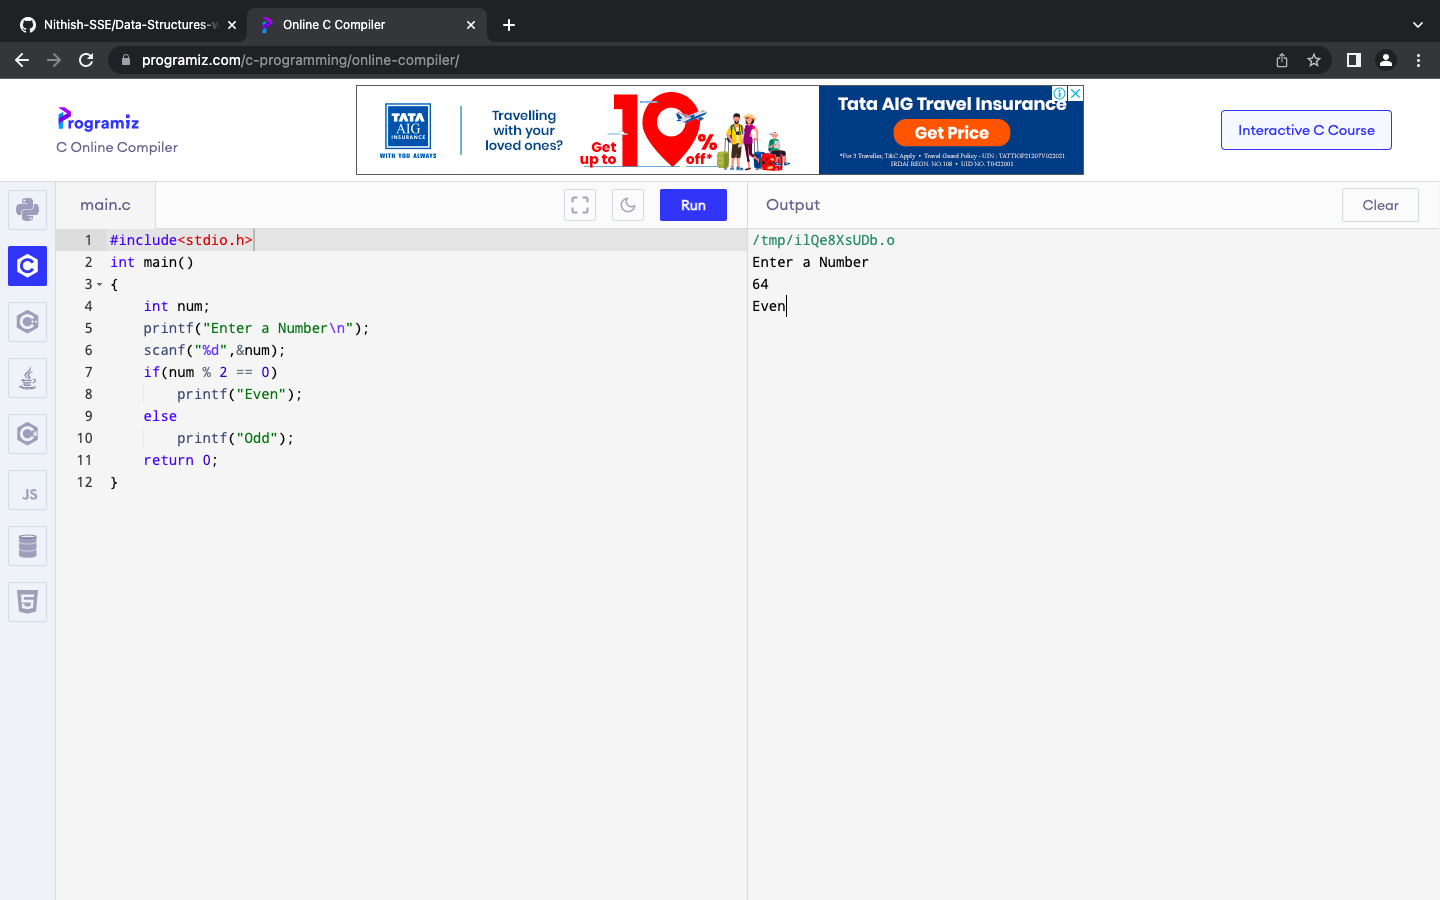 Nithish-SSE/Data-Structures-w
Online C Compiler
programiz.com/c-programming/online-compiler/
Programiz
C Online Compiler
TATA
AIG
INSURANCE
WITH YOU ALWAYS
Travelling
with your
loved ones?
Get
up to
10%
off*
Tata AIG Travel Insurance
Get Price
*For 3 Traveller, T&C Apply • Travel Guard Policy - UIN : TATTIOP21207V022021
IRDAI REGN. NO.108 • UID NO. T0422001
Interactive C Course
main.c
Run
Output
Clear
1 #include<stdio.h>
2 int main()
3 {
4     int num;
5     printf("Enter a Number\n");
6     scanf("%d",&num);
7     if(num % 2 == 0)
8         printf("Even");
9     else
10         printf("Odd");
11     return 0;
12 }
/tmp/ilQe8XsUDb.o
Enter a Number
64
Even
JS